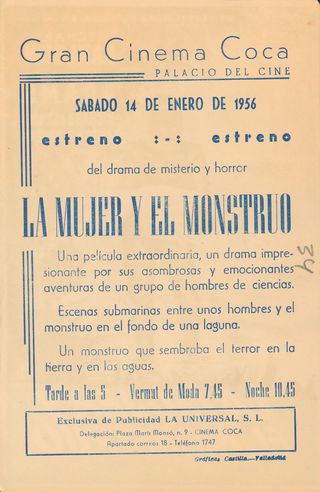 Gran Cinema Coca
PALACIO DEL CINE
SABADO 14 DE ENERO DE 1956
estreno :-: estreno
del drama de misterio y horror
LA MUJER Y EL MONSTRUO
Una película extraordinaria, un drama impre-
sionante por sus asombrosas y emocionantes
aventuras de un grupo de hombres de ciencias.
Escenas submarinas entre unos hombres y el
monstruo en el fondo de una laguna.
Un monstruo que sembraba el terror en la
tierra y en las aguas.
Tarde a las 5 - Vermut de Moda 7,45 - Noche 10,45
Exclusiva de Publicidad LA UNIVERSAL, S. L.
Delegación: Plaza Martí Monsó, n. 9 - CINEMA COCA
Apartado correos 18 - Teléfono 1747
Gráficas Castilla.-Valladolid
34